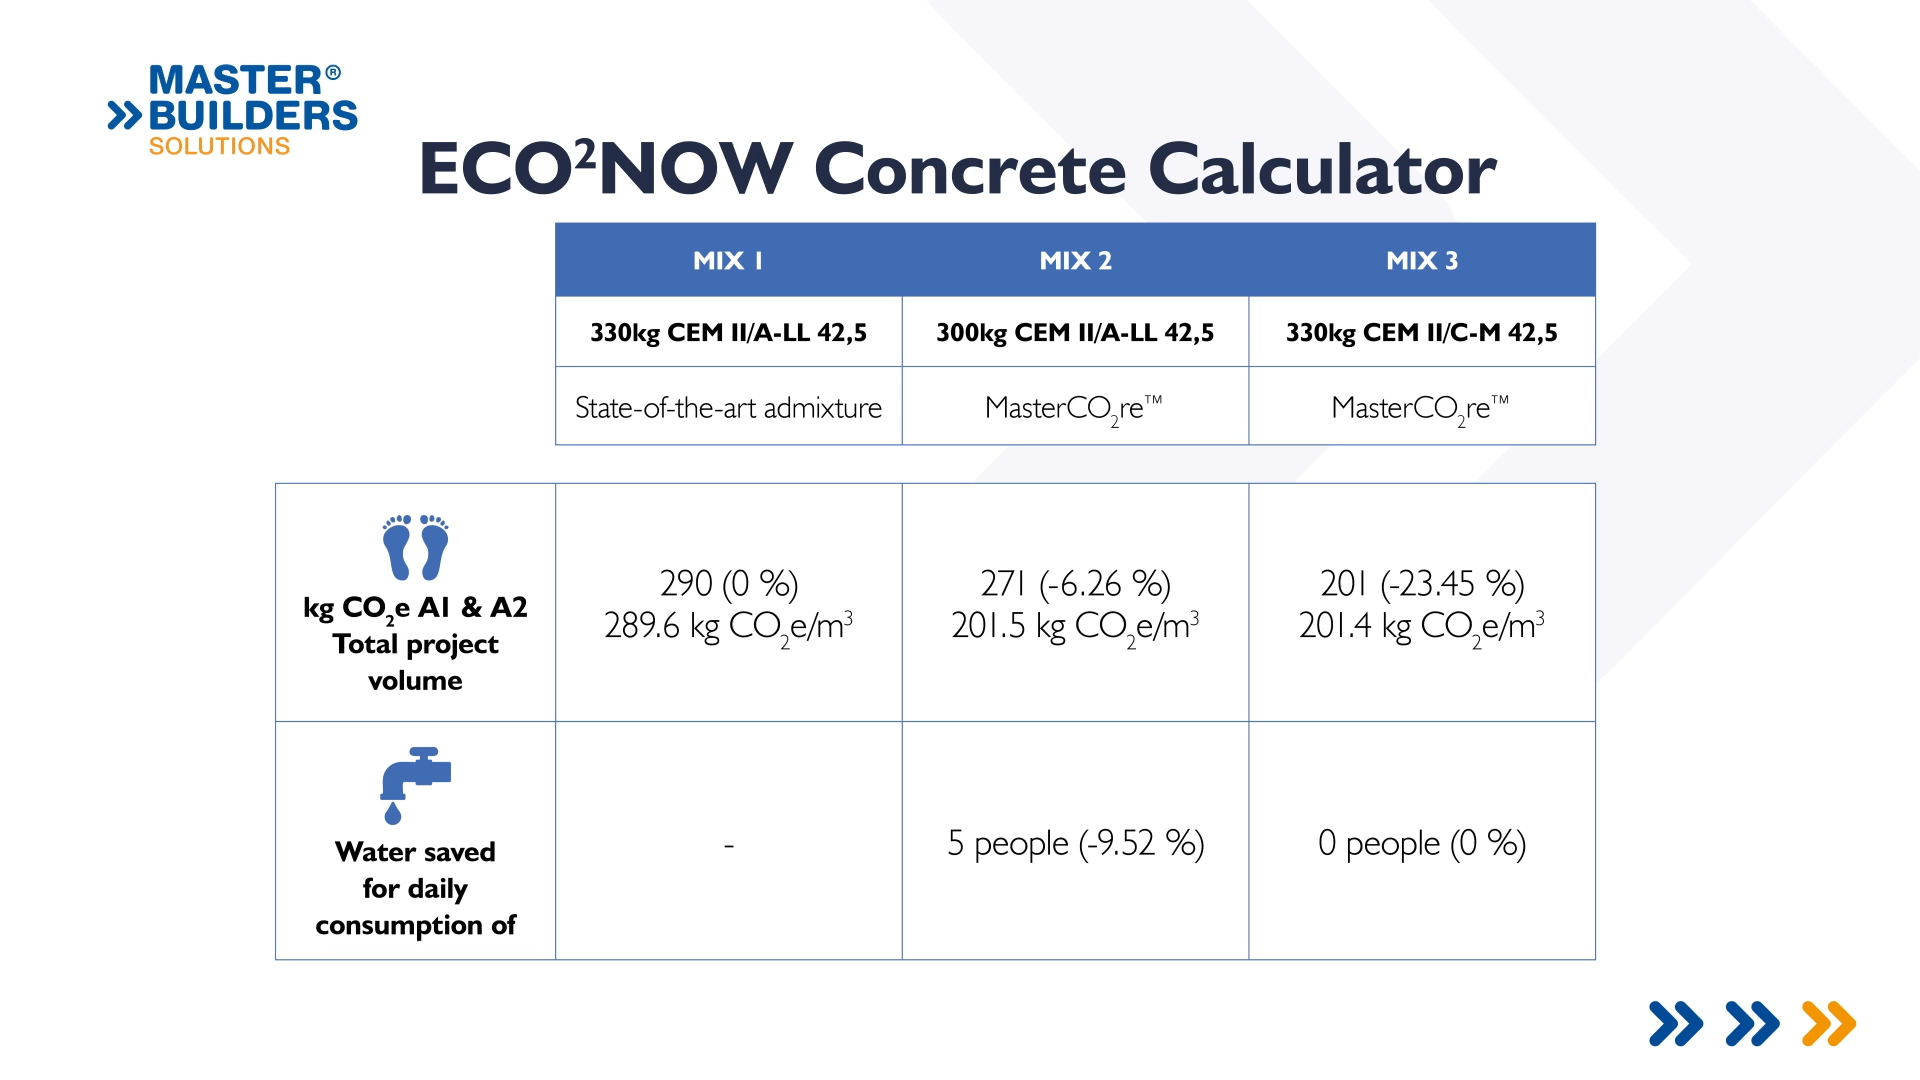 MASTER®
BUILDERS
SOLUTIONS
ECO²NOW Concrete Calculator
MIX 1 MIX 2 MIX 3
330kg CEM II/A-LL 42,5 300kg CEM II/A-LL 42,5 330kg CEM II/C-M 42,5
State-of-the-art admixture MasterCO₂re™ MasterCO₂re™
kg CO₂e A1 & A2
Total project
volume
290 (0 %)
289.6 kg CO₂e/m³
271 (-6.26 %)
201.5 kg CO₂e/m³
201 (-23.45 %)
201.4 kg CO₂e/m³
Water saved
for daily
consumption of
-
5 people (-9.52 %)
0 people (0 %)